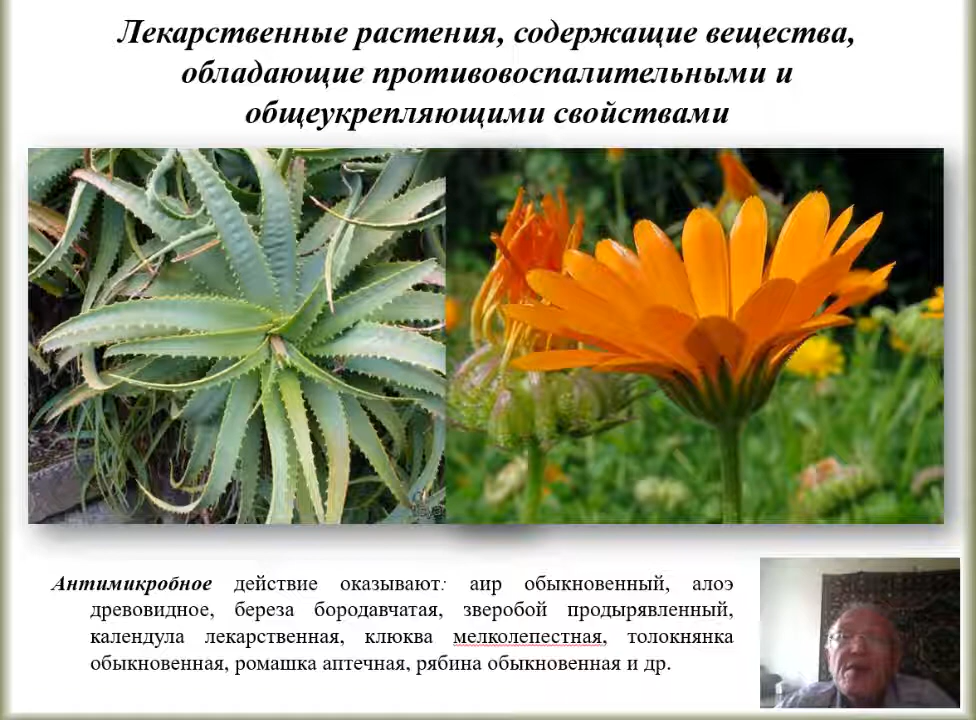 Лекарственные растения, содержащие вещества,
обладающие противовоспалительными и
общеукрепляющими свойствами
Антимикробное действие оказывают: аир обыкновенный, алоэ
древовидное, береза бородавчатая, зверобой продырявленный,
календула лекарственная, клюква мелколепестная, толокнянка
обыкновенная, ромашка аптечная, рябина обыкновенная и др.